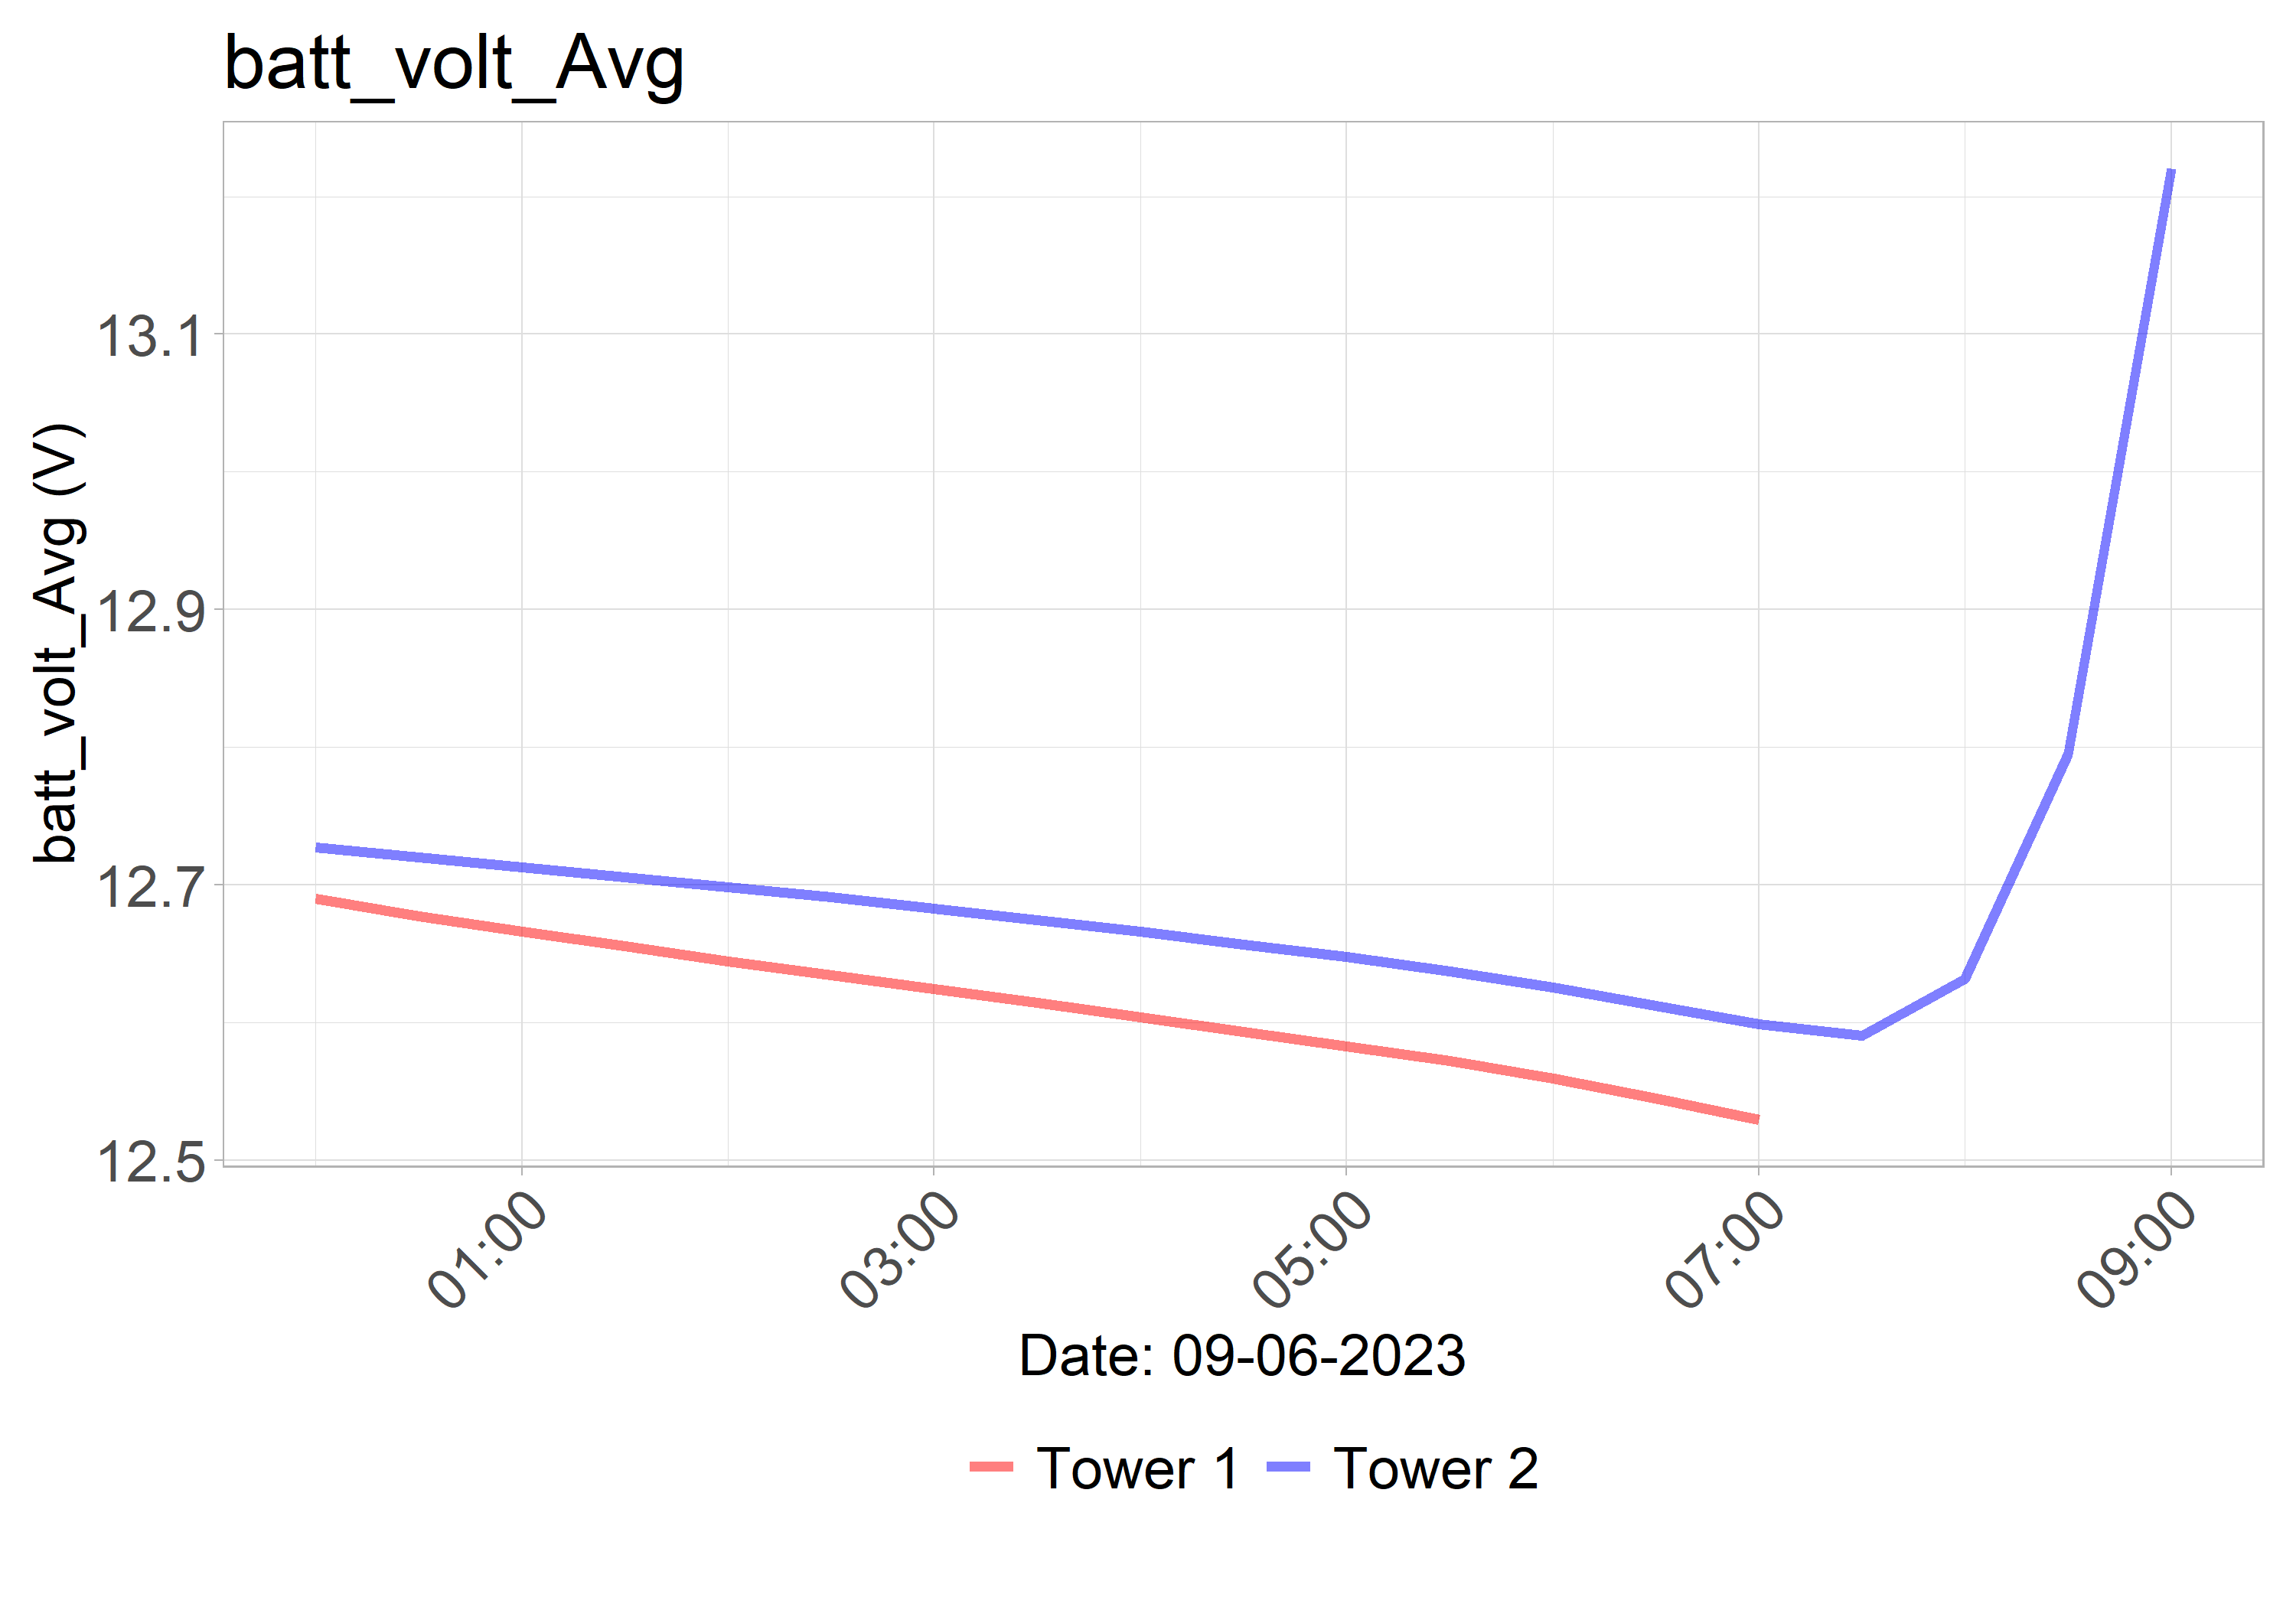 batt_volt_Avg
batt_volt_Avg (V)
13.1
12.9
12.7
12.5
01:00
03:00
05:00
07:00
09:00
Date: 09-06-2023
Tower 1
Tower 2